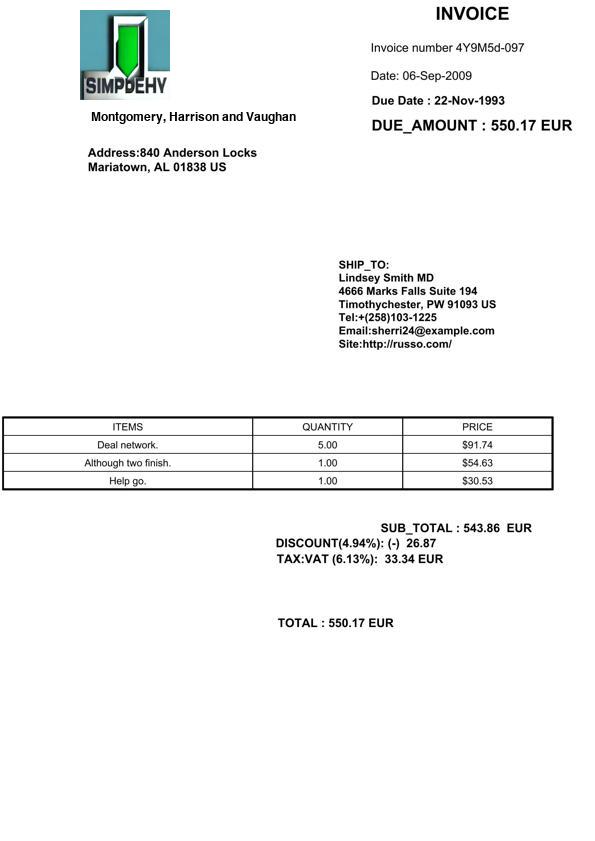 INVOICE
Invoice number 4Y9M5d-097
Date: 06-Sep-2009
Due Date : 22-Nov-1993
DUE_AMOUNT : 550.17 EUR
SIMPDEHY
Montgomery, Harrison and Vaughan
Address:840 Anderson Locks
Mariatown, AL 01838 US
SHIP_TO:
Lindsey Smith MD
4666 Marks Falls Suite 194
Timothychester, PW 91093 US
Tel:+(258)103-1225
Email:sherri24@example.com
Site:http://russo.com/
ITEMS QUANTITY PRICE
Deal network. 5.00 $91.74
Although two finish. 1.00 $54.63
Help go. 1.00 $30.53
SUB_TOTAL : 543.86 EUR
DISCOUNT(4.94%): (-) 26.87
TAX:VAT (6.13%): 33.34 EUR
TOTAL : 550.17 EUR